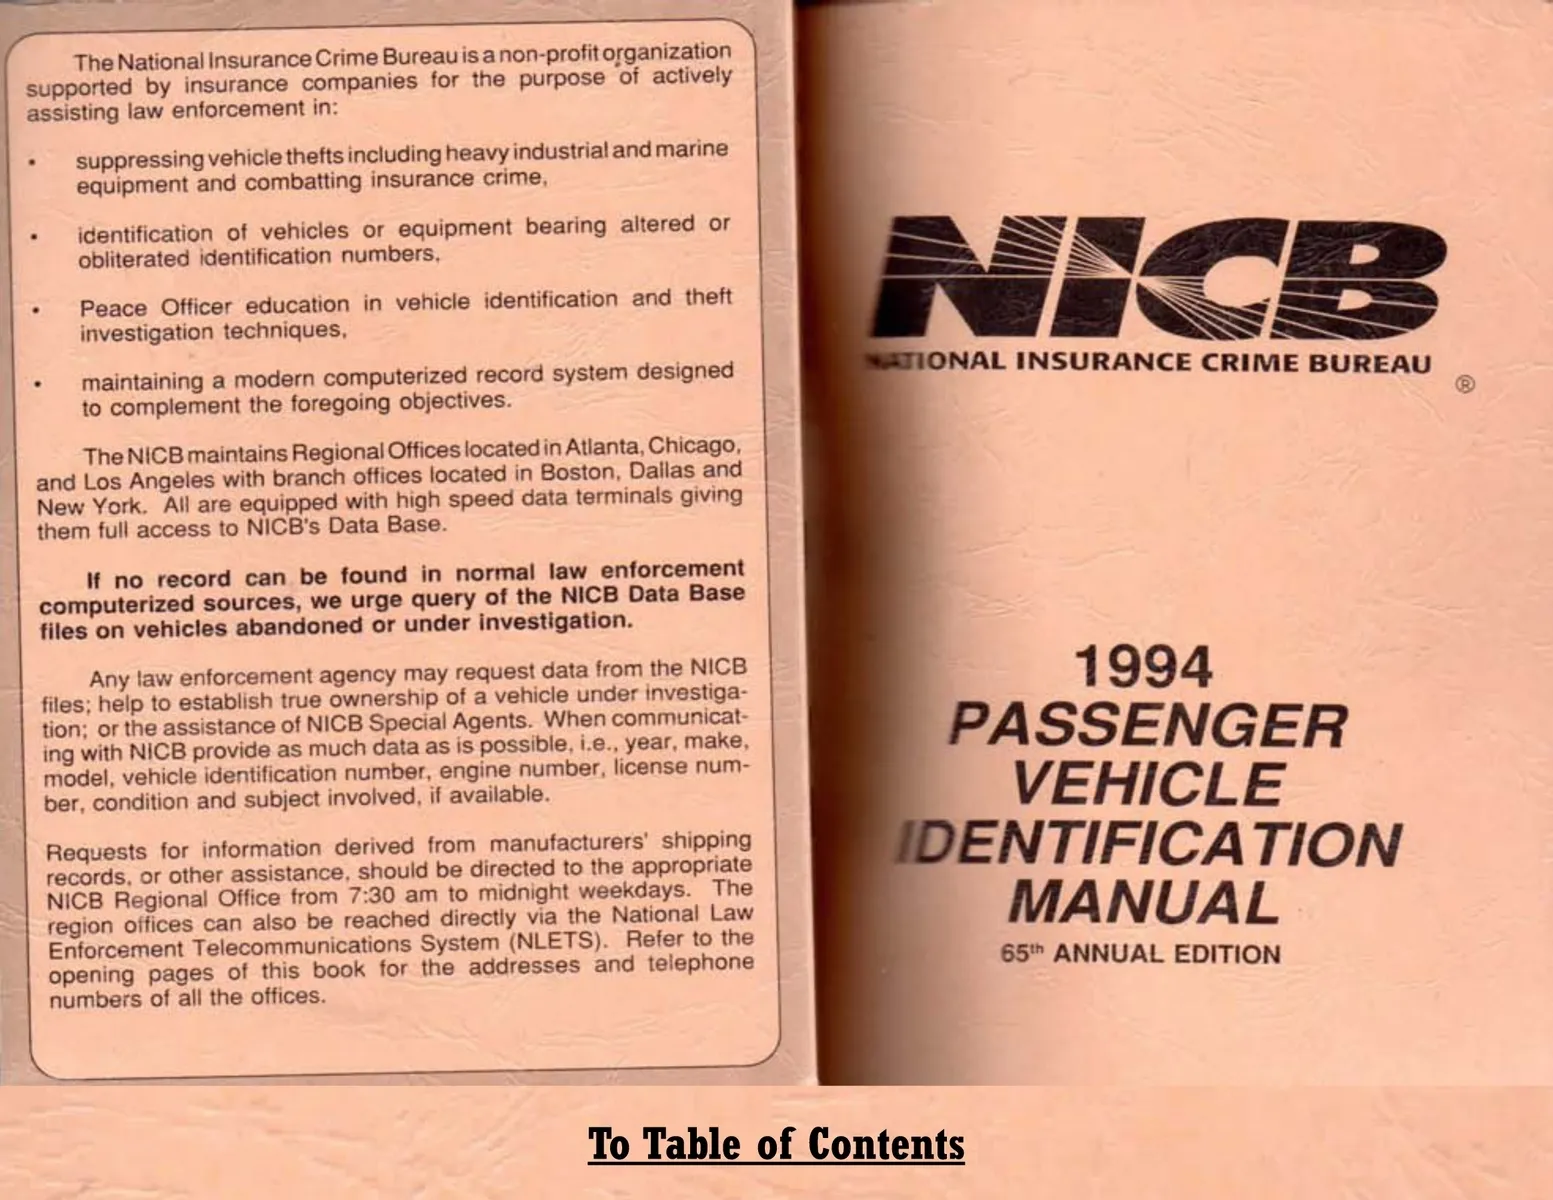 The National Insurance Crime Bureau is a non-profit organization
supported by insurance companies for the purpose of actively
assisting law enforcement in:
• suppressing vehicle thefts including heavy industrial and marine
equipment and combatting insurance crime,
• identification of vehicles or equipment bearing altered or
obliterated identification numbers,
• Peace Officer education in vehicle identification and theft
investigation techniques,
• maintaining a modern computerized record system designed
to complement the foregoing objectives.
The NICB maintains Regional Offices located in Atlanta, Chicago,
and Los Angeles with branch offices located in Boston, Dallas and
New York. All are equipped with high speed data terminals giving
them full access to NICB's Data Base.
If no record can be found in normal law enforcement
computerized sources, we urge query of the NICB Data Base
files on vehicles abandoned or under investigation.
Any law enforcement agency may request data from the NICB
files; help to establish true ownership of a vehicle under investiga-
tion; or the assistance of NICB Special Agents. When communicat-
ing with NICB provide as much data as is possible, i.e., year, make,
model, vehicle identification number, engine number, license num-
ber, condition and subject involved, if available.
Requests for information derived from manufacturers' shipping
records, or other assistance, should be directed to the appropriate
NICB Regional Office from 7:30 am to midnight weekdays. The
region offices can also be reached directly via the National Law
Enforcement Telecommunications System (NLETS). Refer to the
opening pages of this book for the addresses and telephone
numbers of all the offices.
NICB
NATIONAL INSURANCE CRIME BUREAU
®
1994
PASSENGER
VEHICLE
IDENTIFICATION
MANUAL
65th ANNUAL EDITION
To Table of Contents